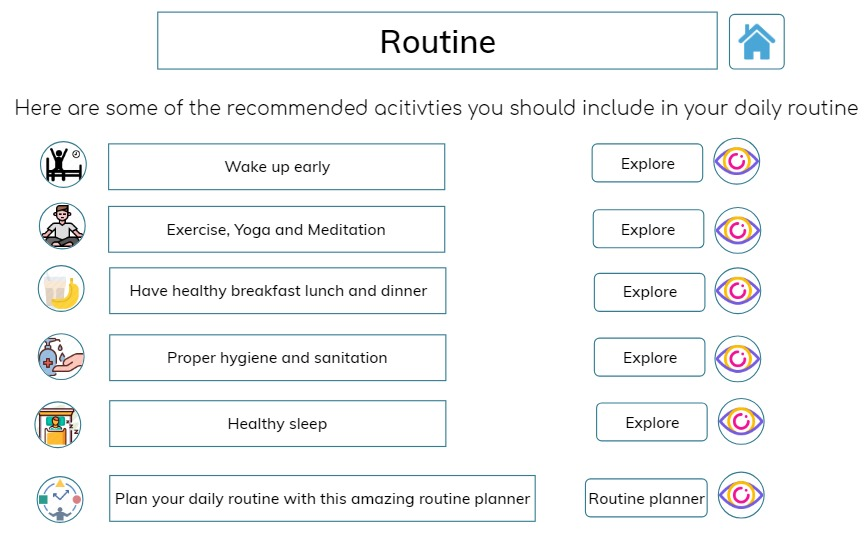 Routine
Here are some of the recommended acitivties you should include in your daily routine
Wake up early
Explore
Exercise, Yoga and Meditation
Explore
Have healthy breakfast lunch and dinner
Explore
Proper hygiene and sanitation
Explore
Healthy sleep
Explore
Plan your daily routine with this amazing routine planner
Routine planner